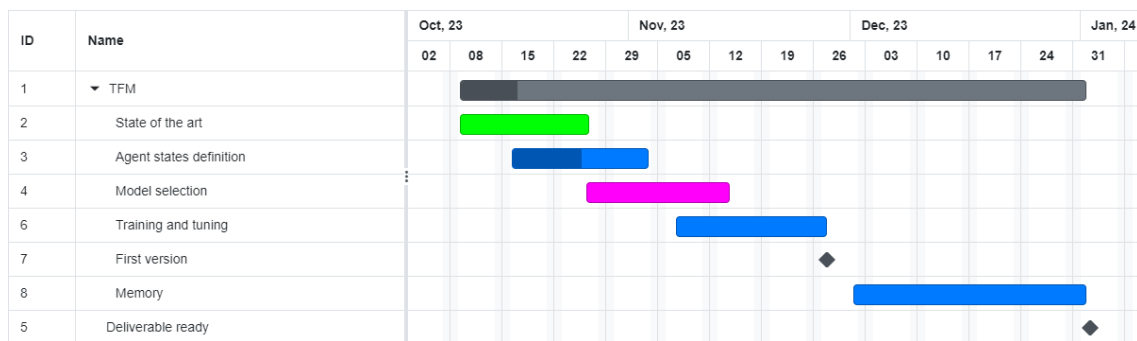 ID Name Oct, 23 Nov, 23 Dec, 23 Jan, 24
02 08 15 22 29 05 12 19 26 03 10 17 24 31
1 TFM
2 State of the art
3 Agent states definition
4 Model selection
6 Training and tuning
7 First version
8 Memory
5 Deliverable ready